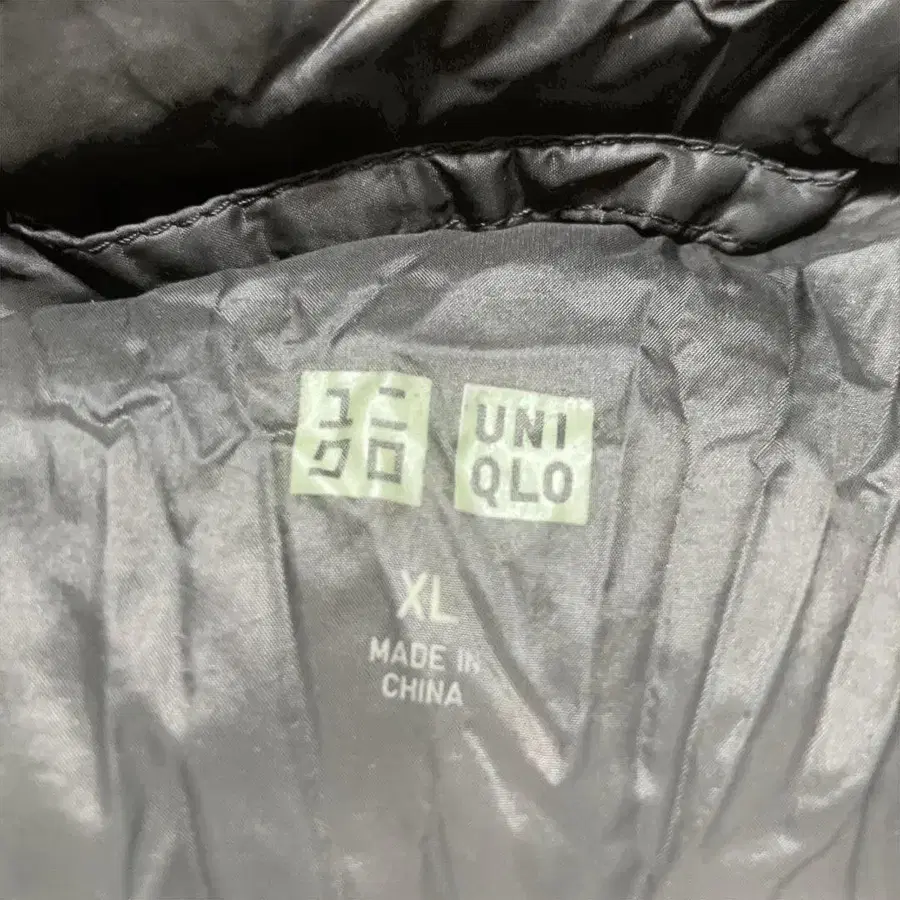 ユニ
クロ
UNI
QLO
XL
MADE IN
CHINA